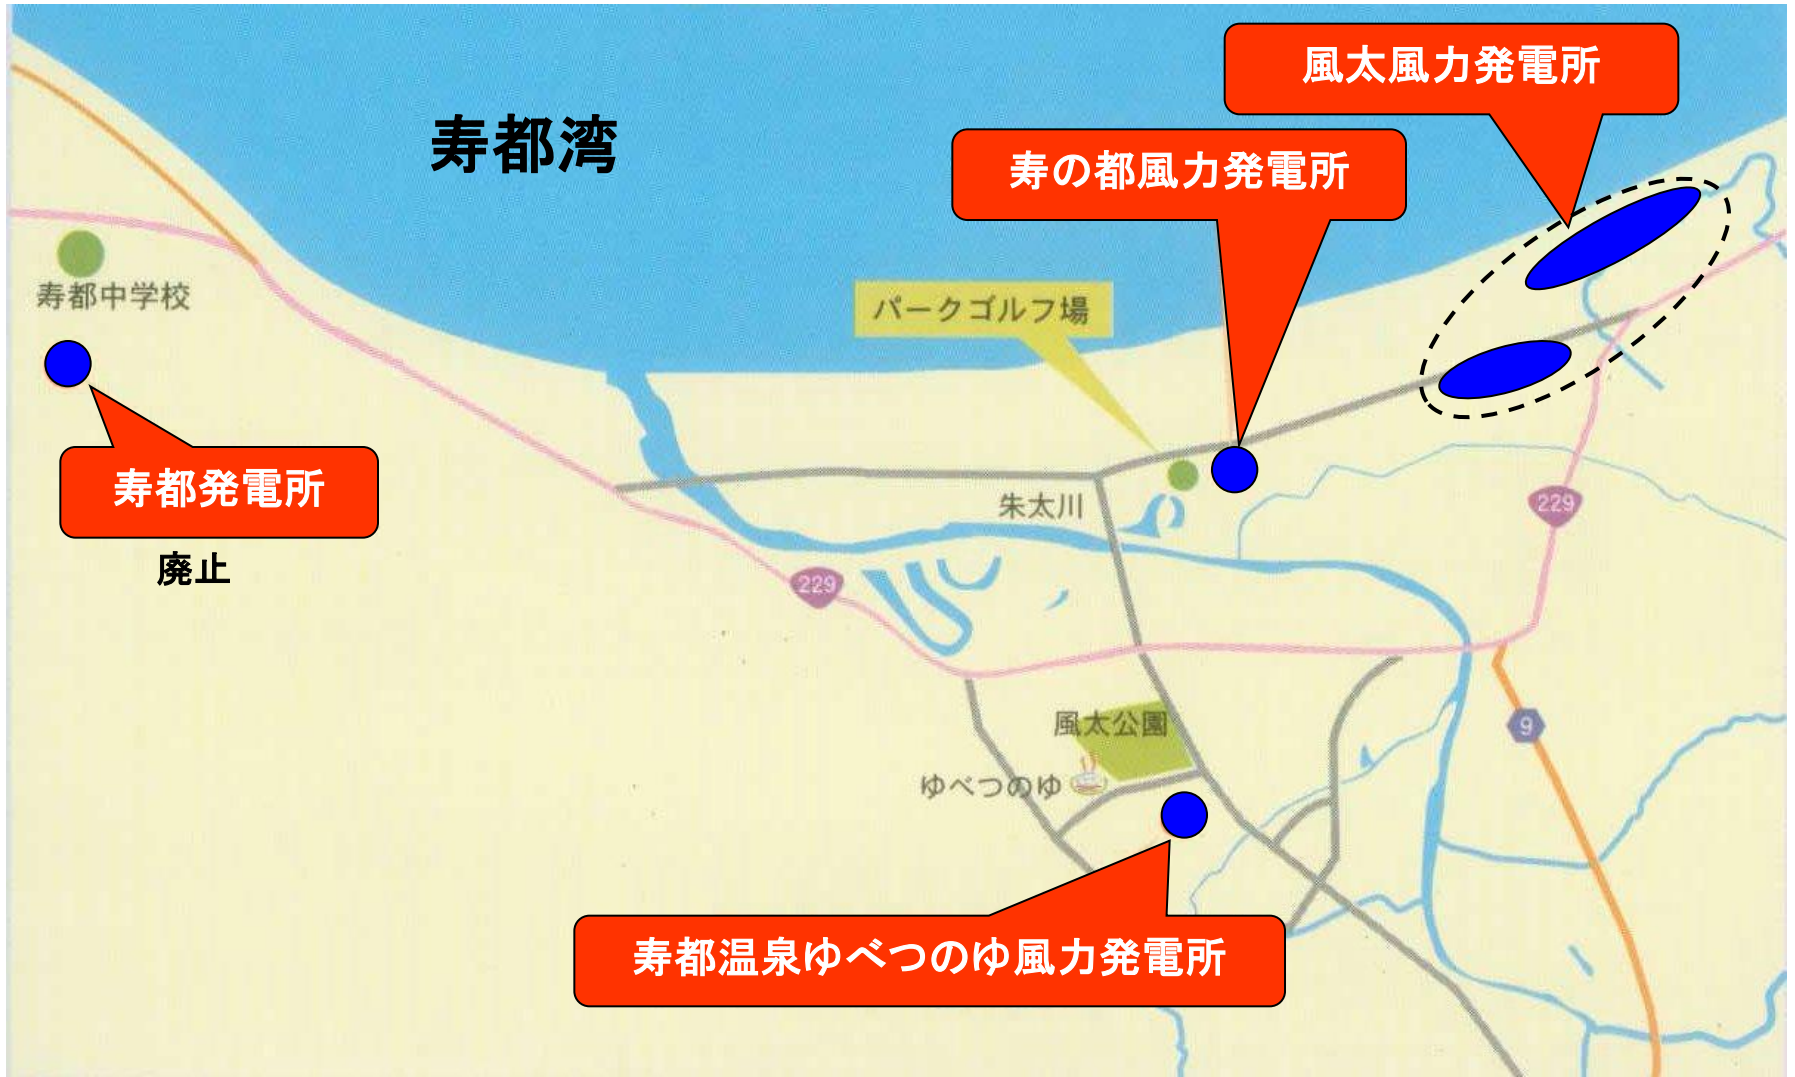 風太風力発電所
寿都湾
寿の都風力発電所
寿都中学校
パークゴルフ場
寿都発電所
廃止
朱太川
229
229
風太公園
9
ゆべつのゆ
寿都温泉ゆべつのゆ風力発電所